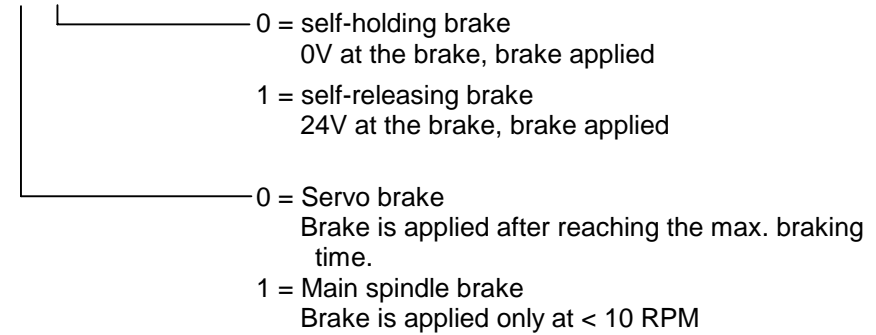 0 = self-holding brake
0V at the brake, brake applied
1 = self-releasing brake
24V at the brake, brake applied
0 = Servo brake
Brake is applied after reaching the max. braking
time.
1 = Main spindle brake
Brake is applied only at < 10 RPM